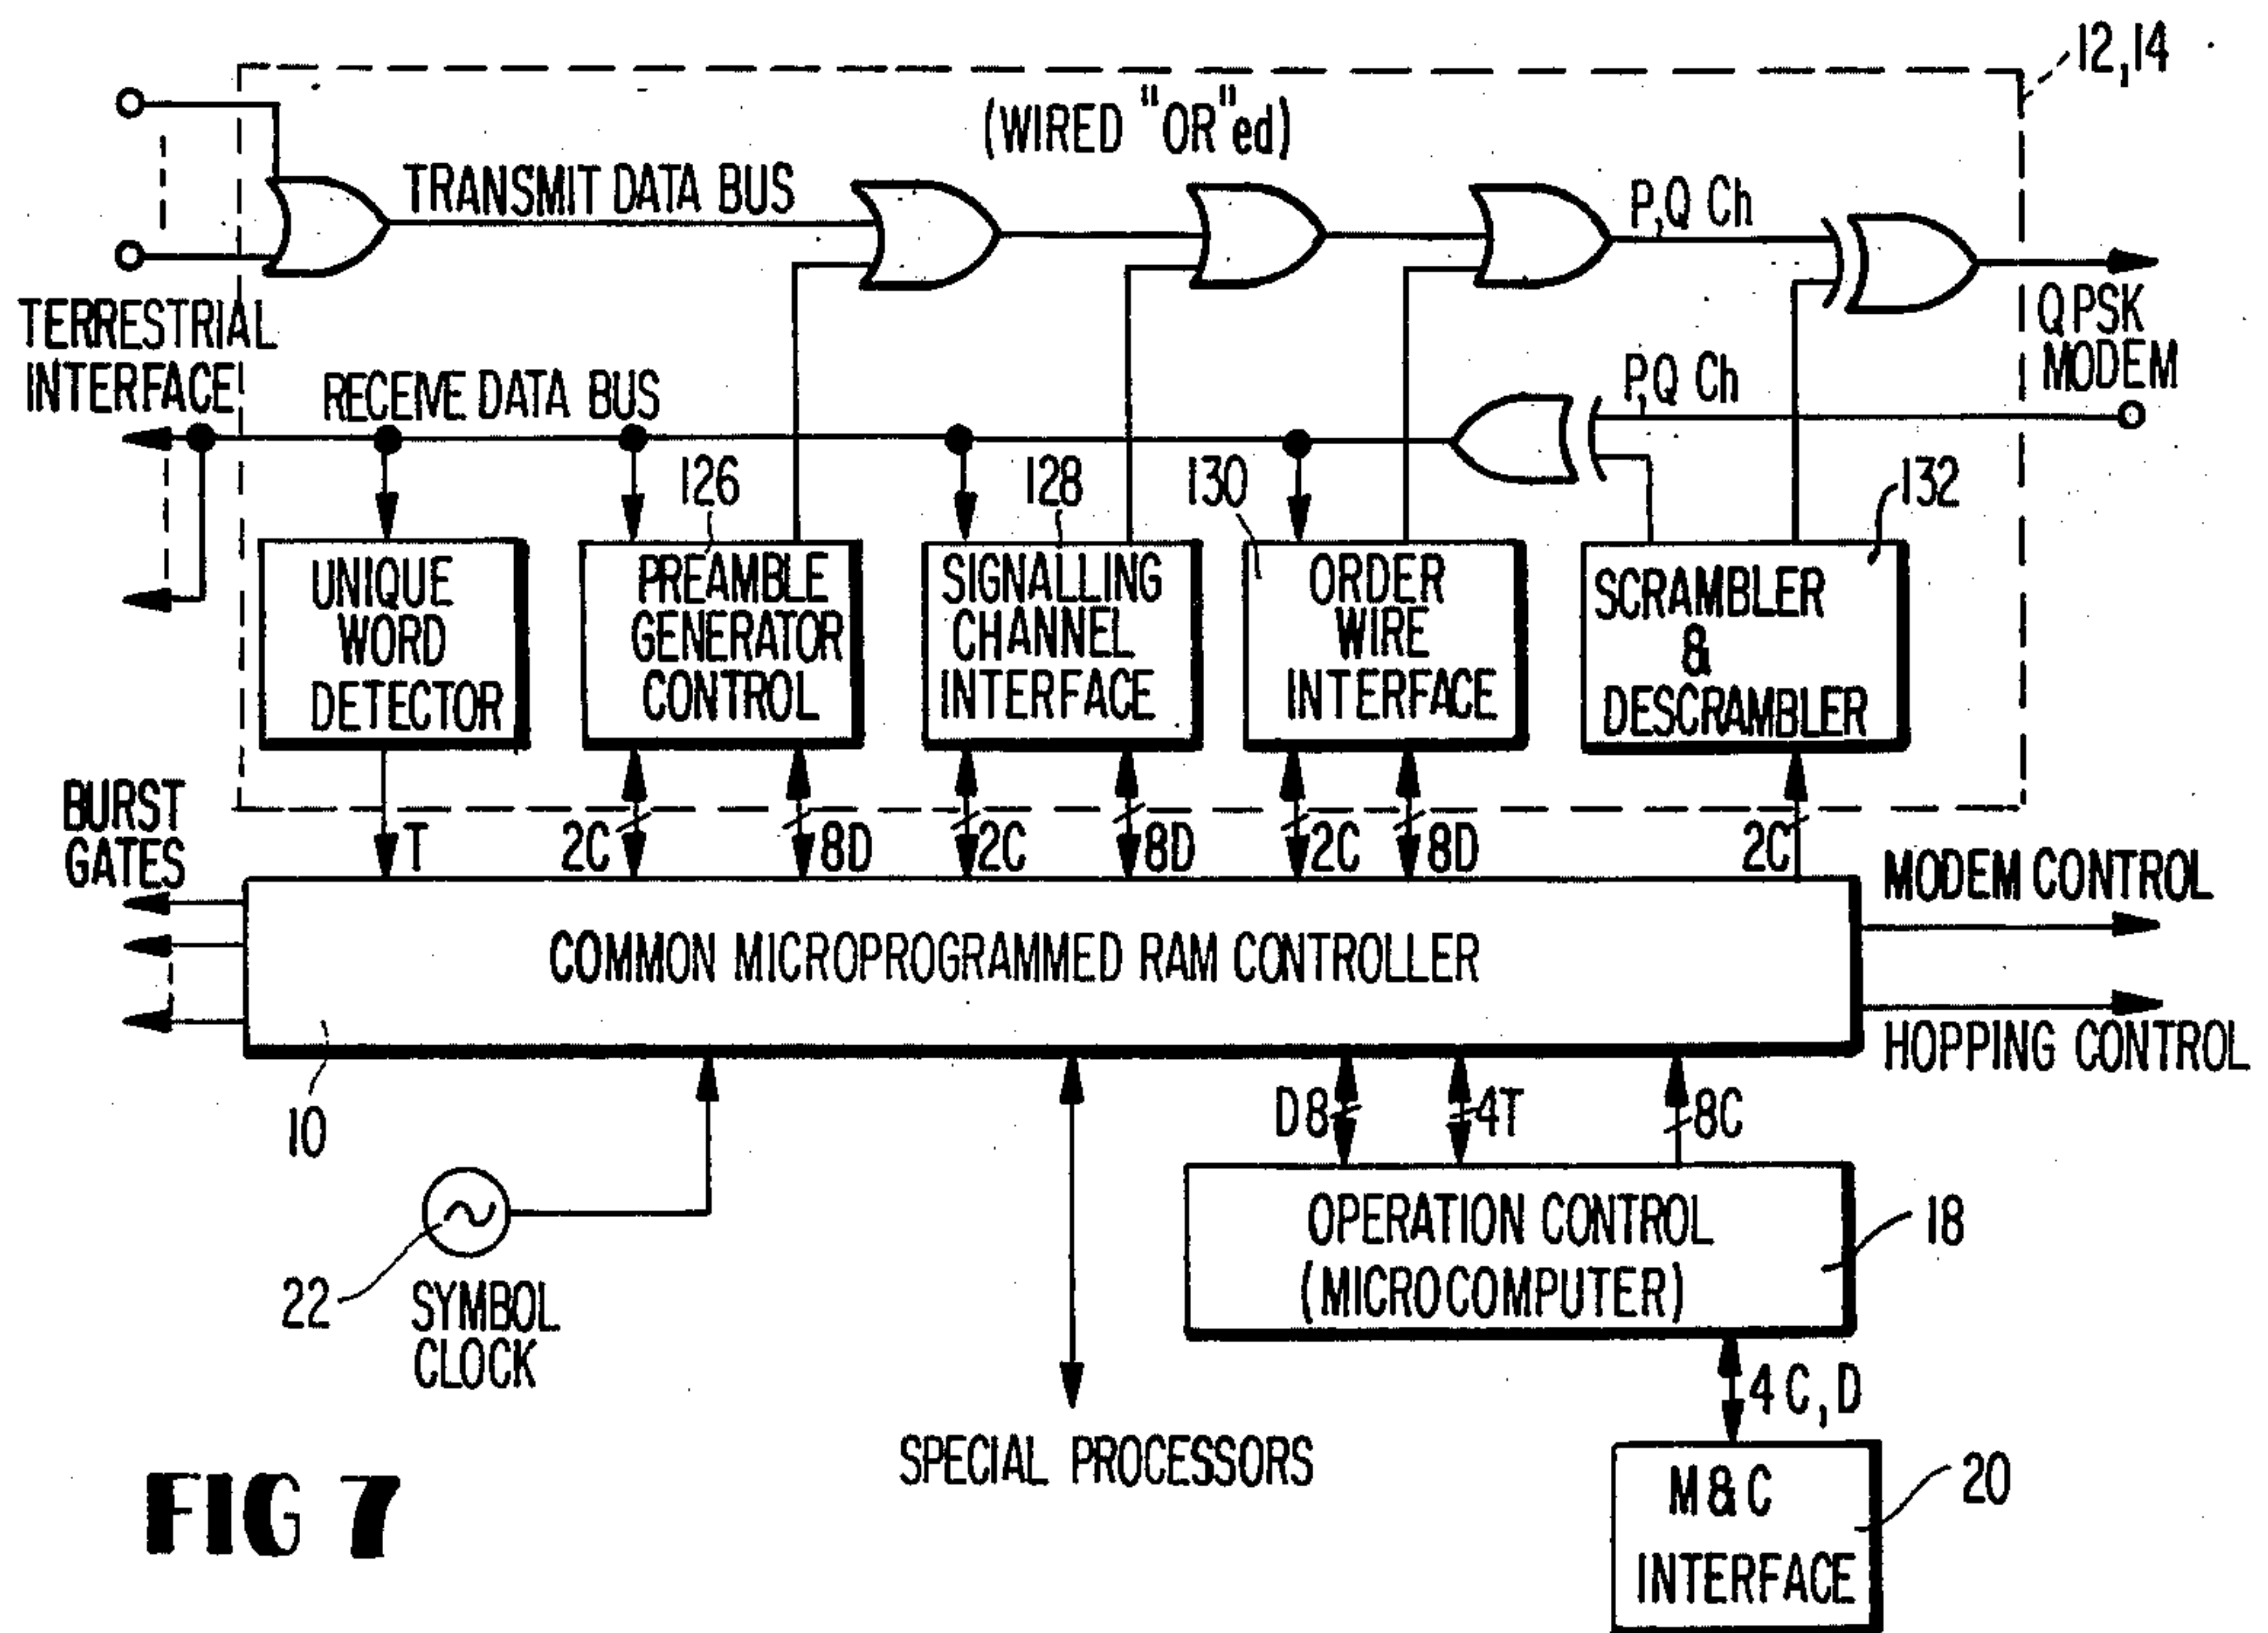 12,14
(WIRED "OR"ed)
TRANSMIT DATA BUS
P,Q Ch
TERRESTRIAL
INTERFACE
QPSK
MODEM
RECEIVE DATA BUS
P,Q Ch
126
128
130
132
UNIQUE
WORD
DETECTOR
PREAMBLE
GENERATOR
CONTROL
SIGNALLING
CHANNEL
INTERFACE
ORDER
WIRE
INTERFACE
SCRAMBLER
&
DESCRAMBLER
BURST
GATES
T
2C
8D
2C
8D
2C
8D
2C
MODEM CONTROL
COMMON MICROPROGRAMMED RAM CONTROLLER
HOPPING CONTROL
10
D8
4T
8C
22
SYMBOL
CLOCK
OPERATION CONTROL
(MICROCOMPUTER)
18
4C,D
SPECIAL PROCESSORS
M&C
INTERFACE
20
FIG 7